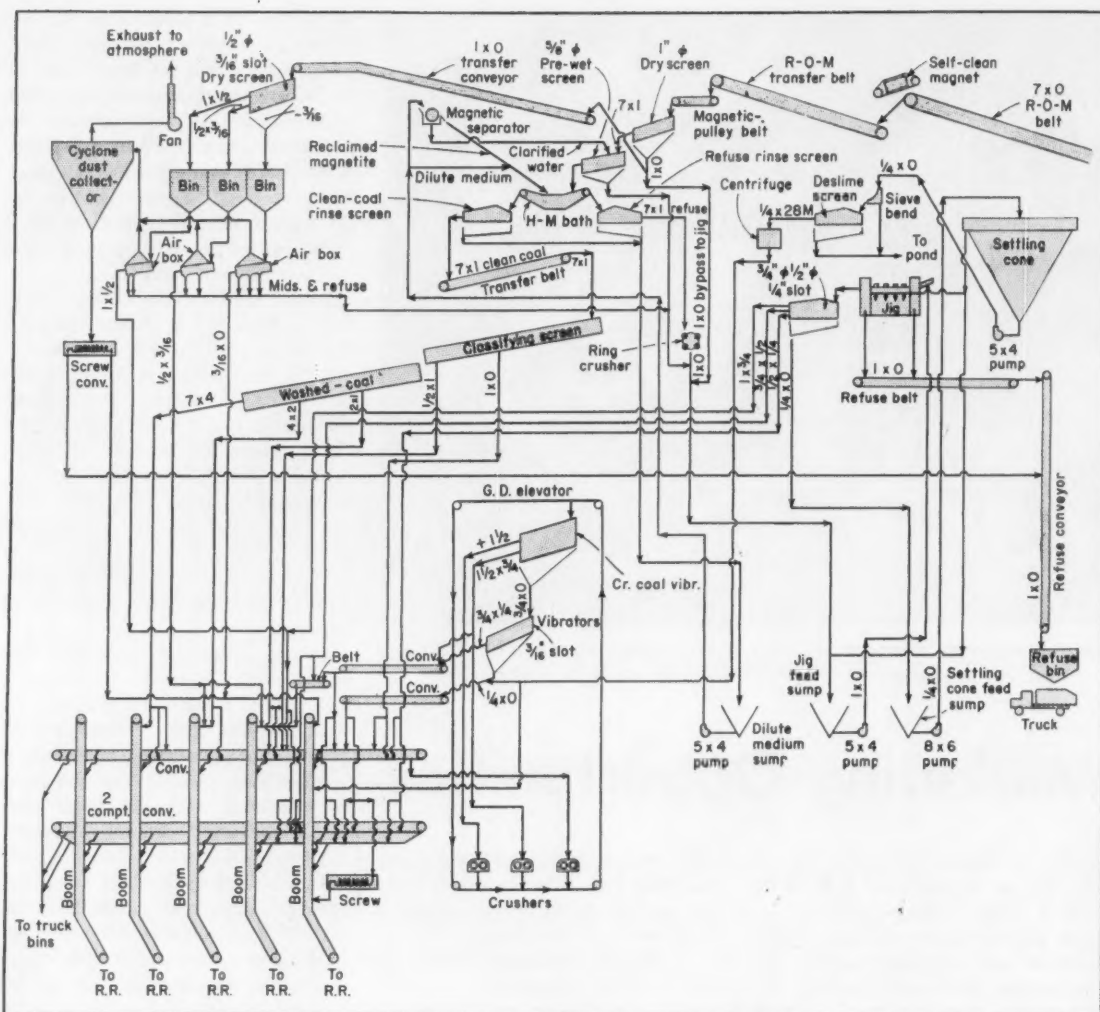 Exhaust to
atmosphere
1/2" φ
3/16" slot
Dry screen
1 x 0
transfer conveyor
5/8" φ
Pre-wet
screen
1" φ
Dry screen
R-O-M
transfer belt
Self-clean
magnet
7 x 0
R-O-M
belt
Fan
1 x 1/2
1/2 x 3/16
- 3/16
Magnetic
separator
7 x 1
Magnetic-
pulley belt
Cyclone
dust
collect-
or
Reclaimed
magnetite
Clarified
water
1 x 0
Refuse rinse screen
1/4 x 0
Dilute medium
Bin
Bin
Bin
Clean-coal
rinse screen
H-M bath
7x1 refuse
Centrifuge
Deslime
screen
Sieve
bend
1/4 x 28M
Settling
cone
To
pond
Air
box
Air box
7 x 1 clean coal
7x1
Transfer belt
1x0 bypass to jig
3/4" φ 1/2" φ
1/4" slot
Jig
1 x 1/2
Mids. & refuse
5 x 4
pump
Screw
conv.
1/2 x 3/16
3/16 x 0
Classifying screen
Ring
crusher
1x0
1 x 3/4
3/4 x 1/2
1/2 x 1/4
1/4 x 0
1 x 0
Refuse belt
Washed - coal
7 x 4
4 x 2
2x1
1/2 x 1
1 x 0
G. D. elevator
+ 1 1/2
1 1/2 x 3/4
Cr. coal vibr.
3/4 x 1/4
3/4 x 0
Vibrators
3/16" slot
1 x 0
Refuse conveyor
Belt
Conv.
Conv.
1/4 x 0
Jig
feed
sump
1 x 0
1/4 x 0
Settling
cone feed
sump
Refuse
bin
Truck
5 x 4
pump
Dilute
medium
sump
5 x 4
pump
8 x 6
pump
Conv.
2
compt. conv.
Boom
Boom
Boom
Boom
Boom
Screw
Crushers
To truck
bins
To
R.R.
To
R.R.
To
R.R.
To
R.R.
To
R.R.